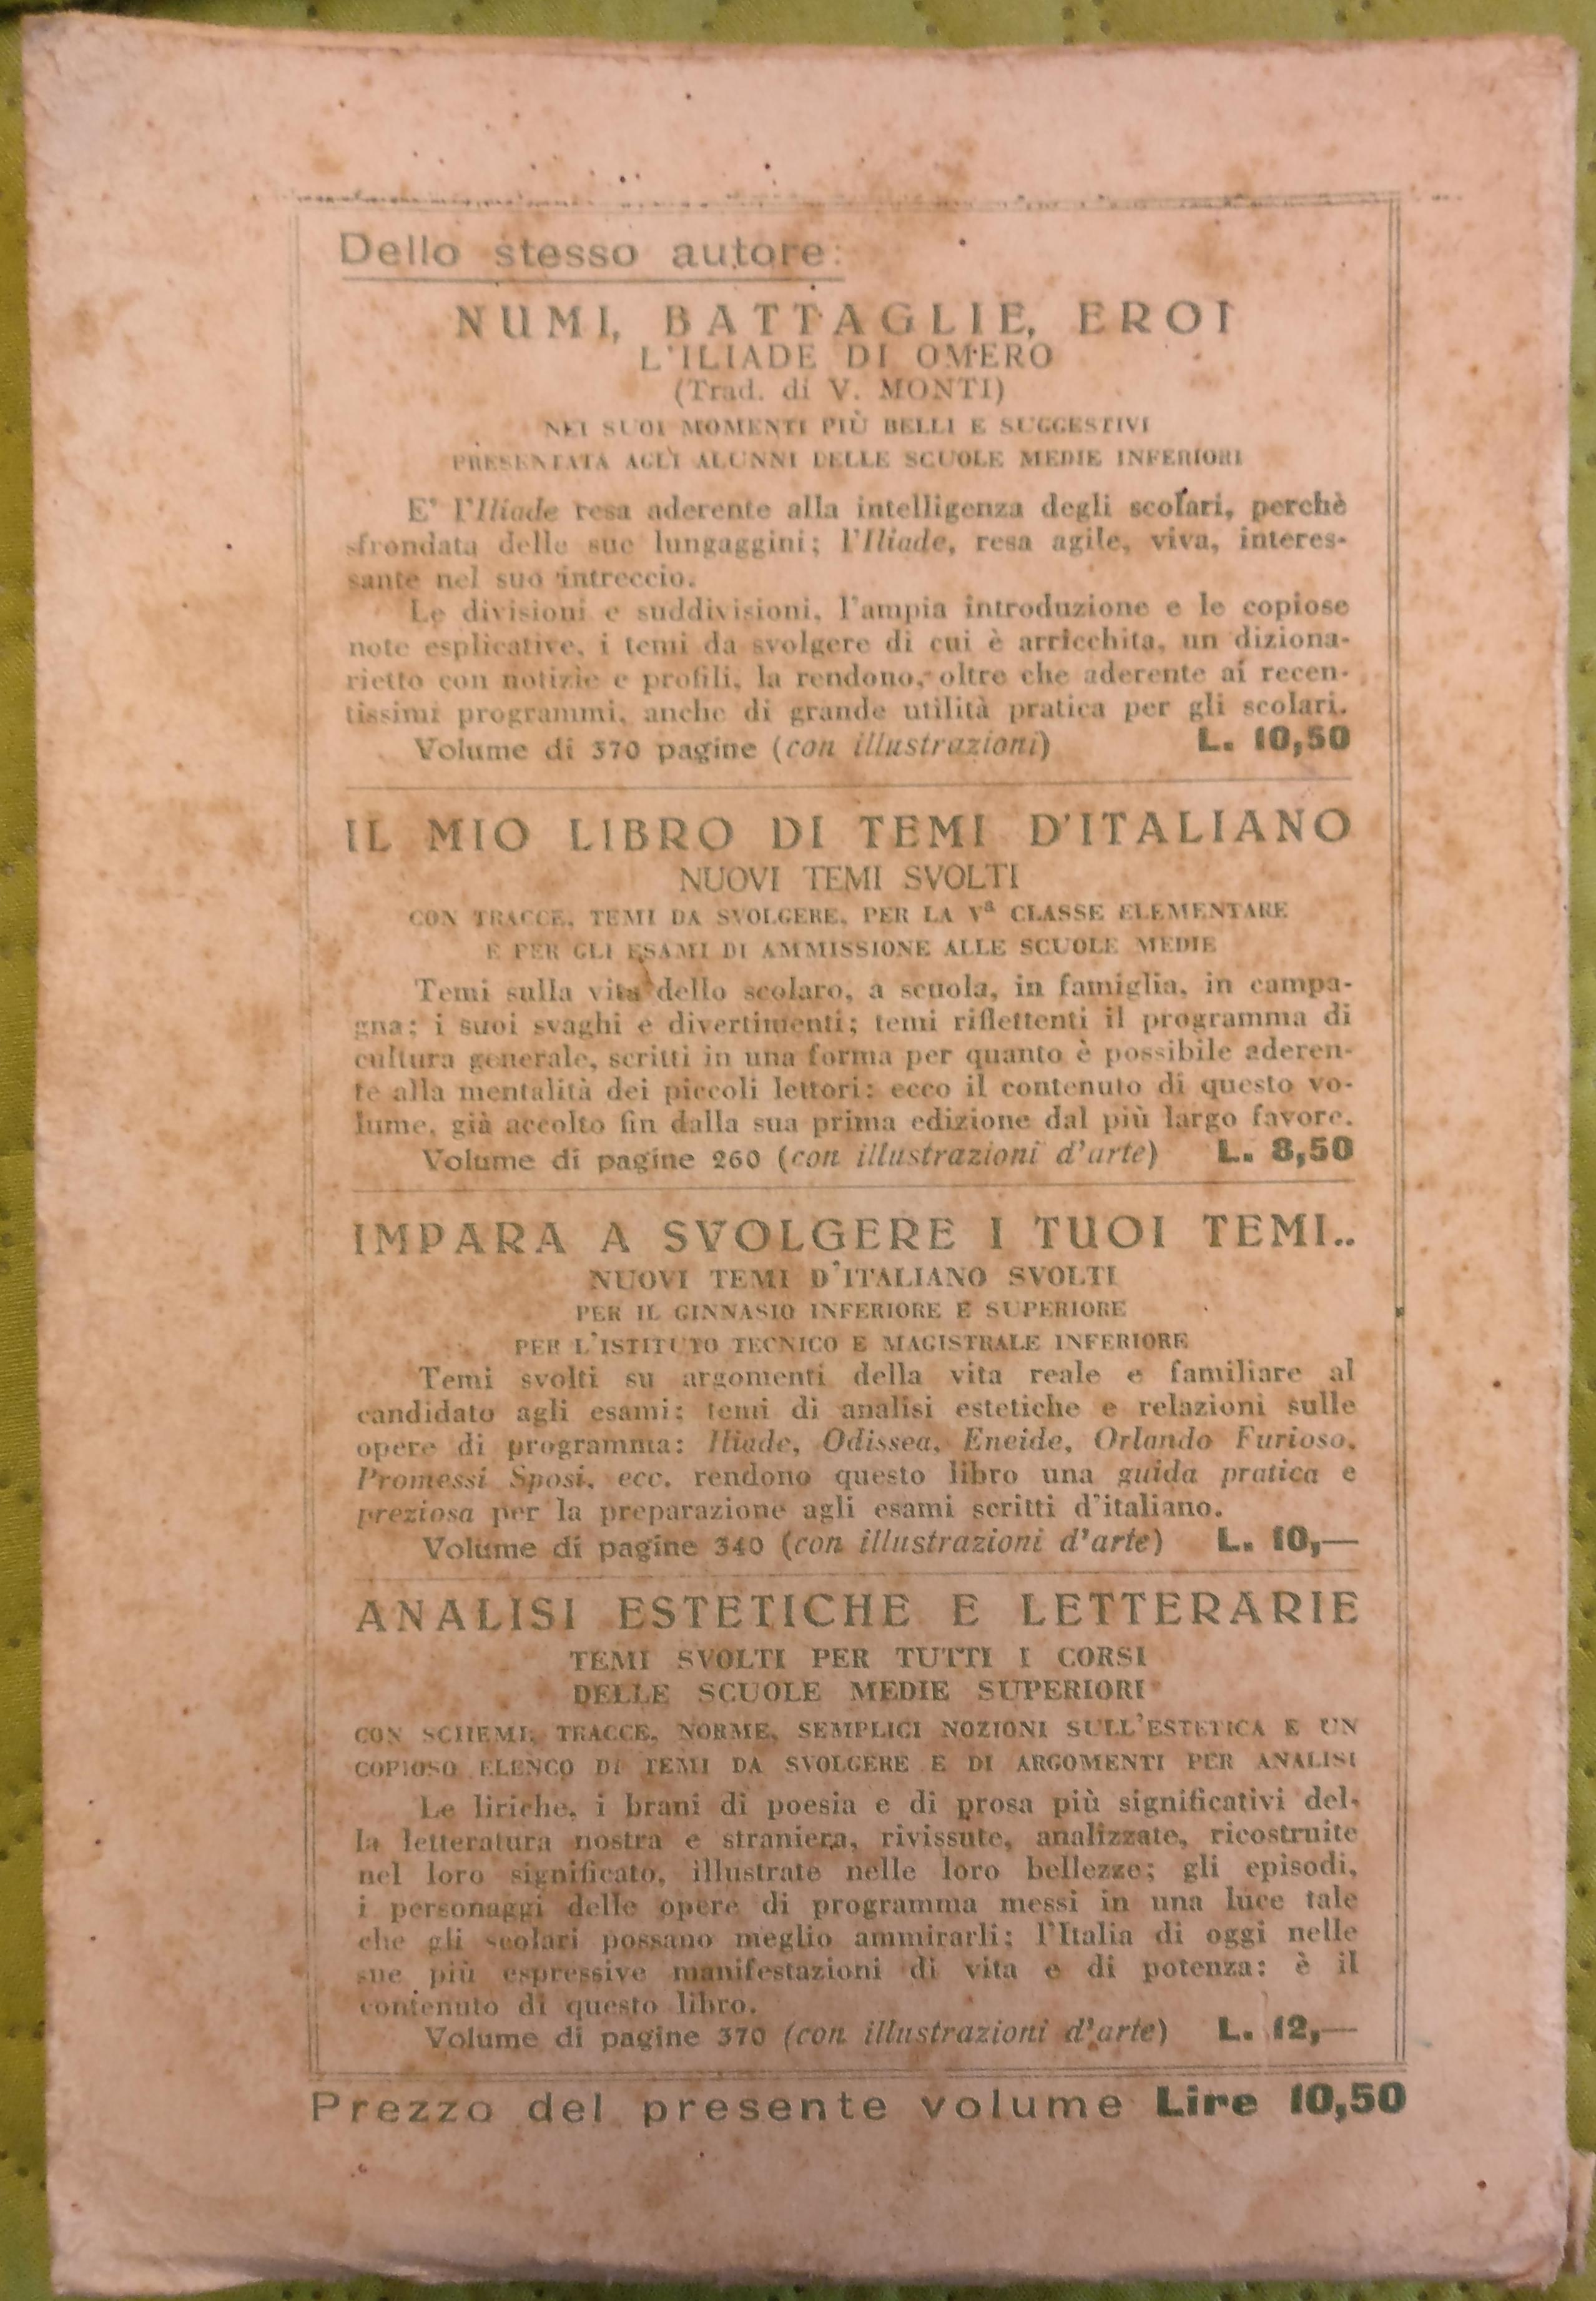 Dello stesso autore:
NUMI, BATTAGLIE, EROI
L'ILIADE DI OMERO
(Trad. di V. MONTI)
NEI SUOI MOMENTI PIÙ BELLI E SUGGESTIVI
PRESENTATA AGLI ALUNNI DELLE SCUOLE MEDIE INFERIORI
E' l'Iliade resa aderente alla intelligenza degli scolari, perchè
sfrondata delle sue lungaggini; l'Iliade, resa agile, viva, interes-
sante nel suo intreccio.
Le divisioni e suddivisioni, l'ampia introduzione e le copiose
note esplicative, i temi da svolgere di cui è arricchita, un diziona-
rietto con notizie e profili, la rendono, oltre che aderente ai recen-
tissimi programmi, anche di grande utilità pratica per gli scolari.
Volume di 370 pagine (con illustrazioni) L. 10,50
IL MIO LIBRO DI TEMI D'ITALIANO
NUOVI TEMI SVOLTI
CON TRACCE, TEMI DA SVOLGERE, PER LA Vª CLASSE ELEMENTARE
E PER GLI ESAMI DI AMMISSIONE ALLE SCUOLE MEDIE
Temi sulla vita dello scolaro, a scuola, in famiglia, in campa-
gna; i suoi svaghi e divertimenti; temi riflettenti il programma di
cultura generale, scritti in una forma per quanto è possibile aderen-
te alla mentalità dei piccoli lettori: ecco il contenuto di questo vo-
lume, già accolto fin dalla sua prima edizione dal più largo favore.
Volume di pagine 260 (con illustrazioni d'arte) L. 8,50
IMPARA A SVOLGERE I TUOI TEMI..
NUOVI TEMI D'ITALIANO SVOLTI
PER IL GINNASIO INFERIORE E SUPERIORE
PER L'ISTITUTO TECNICO E MAGISTRALE INFERIORE
Temi svolti su argomenti della vita reale e familiare al
candidato agli esami; temi di analisi estetiche e relazioni sulle
opere di programma: Iliade, Odissea, Eneide, Orlando Furioso,
Promessi Sposi, ecc. rendono questo libro una guida pratica e
preziosa per la preparazione agli esami scritti d'italiano.
Volume di pagine 340 (con illustrazioni d'arte) L. 10,—
ANALISI ESTETICHE E LETTERARIE
TEMI SVOLTI PER TUTTI I CORSI
DELLE SCUOLE MEDIE SUPERIORI
CON SCHEMI, TRACCE, NORME, SEMPLICI NOZIONI SULL'ESTETICA E UN
COPIOSO ELENCO DI TEMI DA SVOLGERE E DI ARGOMENTI PER ANALISI
Le liriche, i brani di poesia e di prosa più significativi del-
la letteratura nostra e straniera, rivissute, analizzate, ricostruite
nel loro significato, illustrate nelle loro bellezze; gli episodi,
i personaggi delle opere di programma messi in una luce tale
che gli scolari possano meglio ammirarli; l'Italia di oggi nelle
sue più espressive manifestazioni di vita e di potenza: è il
contenuto di questo libro.
Volume di pagine 370 (con illustrazioni d'arte) L. 12,—
Prezzo del presente volume Lire 10,50